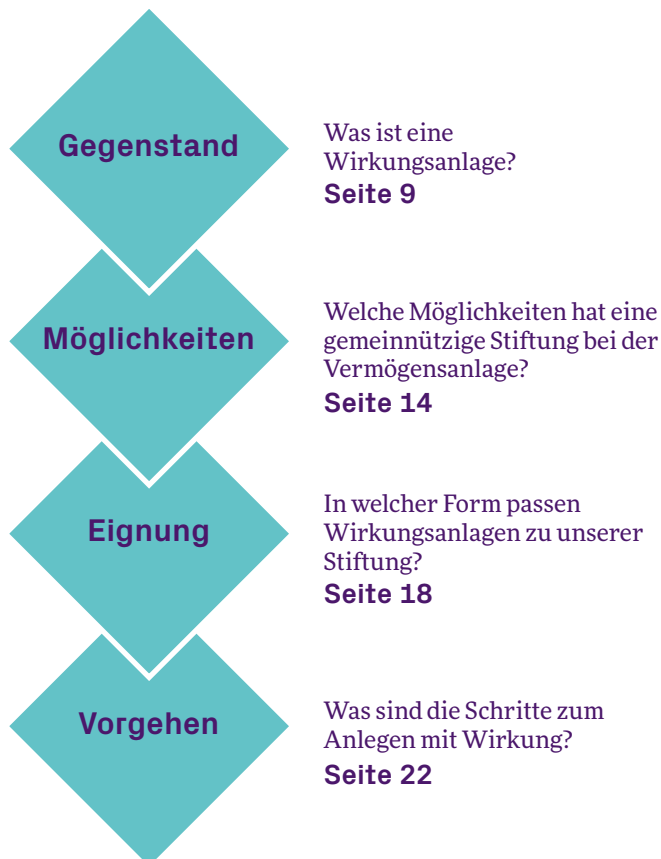 Gegenstand
Was ist eine
Wirkungsanlage?
Seite 9
Möglichkeiten
Welche Möglichkeiten hat eine
gemeinnützige Stiftung bei der
Vermögensanlage?
Seite 14
Eignung
In welcher Form passen
Wirkungsanlagen zu unserer
Stiftung?
Seite 18
Vorgehen
Was sind die Schritte zum
Anlegen mit Wirkung?
Seite 22